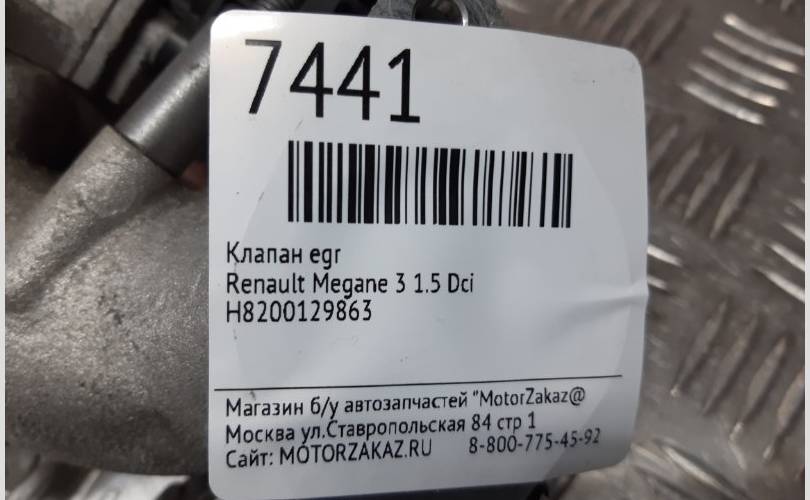 7441
Клапан egr
Renault Megane 3 1.5 Dci
H8200129863
Магазин б/у автозапчастей "MotorZakaz@
Москва ул.Ставропольская 84 стр 1
Сайт: MOTORZAKAZ.RU 8-800-775-45-92